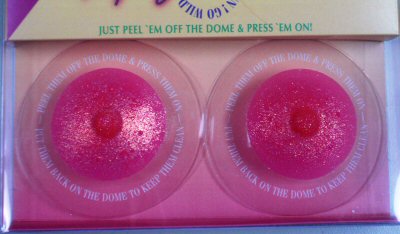 N! GO WILD
JUST PEEL 'EM OFF THE DOME & PRESS 'EM ON!
— PEEL THEM OFF THE DOME & PRESS THEM ON —
PUT THEM BACK ON THE DOME TO KEEP THEM CLEAN
— PEEL THEM OFF THE DOME & PRESS THEM ON —
PUT THEM BACK ON THE DOME TO KEEP THEM CLEAN